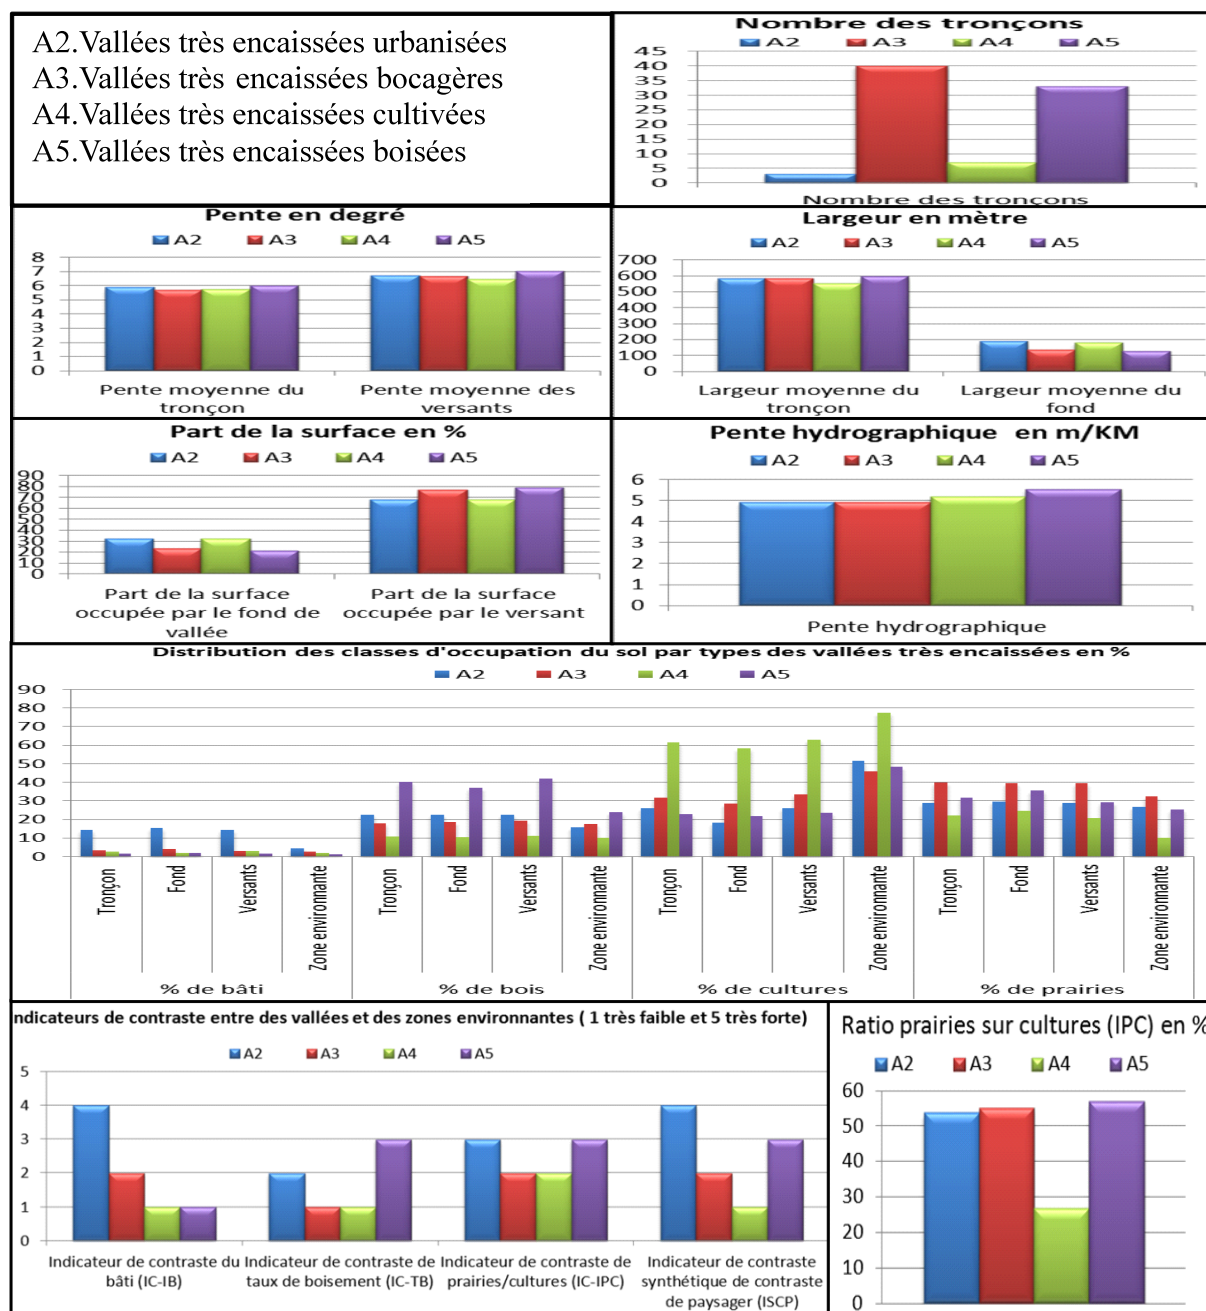 A2.Vallées très encaissées urbanisées
A3.Vallées très encaissées bocagères
A4.Vallées très encaissées cultivées
A5.Vallées très encaissées boisées
Nombre des tronçons
A2 A3 A4 A5
45
40
35
30
25
20
15
10
5
0
Nombre des tronçons
Pente en degré
A2 A3 A4 A5
8
7
6
5
4
3
2
1
0
Pente moyenne du tronçon
Pente moyenne des versants
Largeur en mètre
A2 A3 A4 A5
700
600
500
400
300
200
100
0
Largeur moyenne du tronçon
Largeur moyenne du fond
Part de la surface en %
A2 A3 A4 A5
90
80
70
60
50
40
30
20
10
0
Part de la surface occupée par le fond de vallée
Part de la surface occupée par le versant
Pente hydrographique en m/KM
A2 A3 A4 A5
6
5
4
3
2
1
0
Pente hydrographique
Distribution des classes d'occupation du sol par types des vallées très encaissées en %
A2 A3 A4 A5
90
80
70
60
50
40
30
20
10
0
Tronçon Fond Versants Zone environnante Tronçon Fond Versants Zone environnante Tronçon Fond Versants Zone environnante Tronçon Fond Versants Zone environnante
% de bâti % de bois % de cultures % de prairies
ndicateurs de contraste entre des vallées et des zones environnantes ( 1 très faible et 5 très forte)
A2 A3 A4 A5
5
4
3
2
1
0
Indicateur de contraste du bâti (IC-IB)
Indicateur de contraste de taux de boisement (IC-TB)
Indicateur de contraste de prairies/cultures (IC-IPC)
Indicateur de contraste synthétique de contraste de paysager (ISCP)
Ratio prairies sur cultures (IPC) en %
A2 A3 A4 A5
60
50
40
30
20
10
0